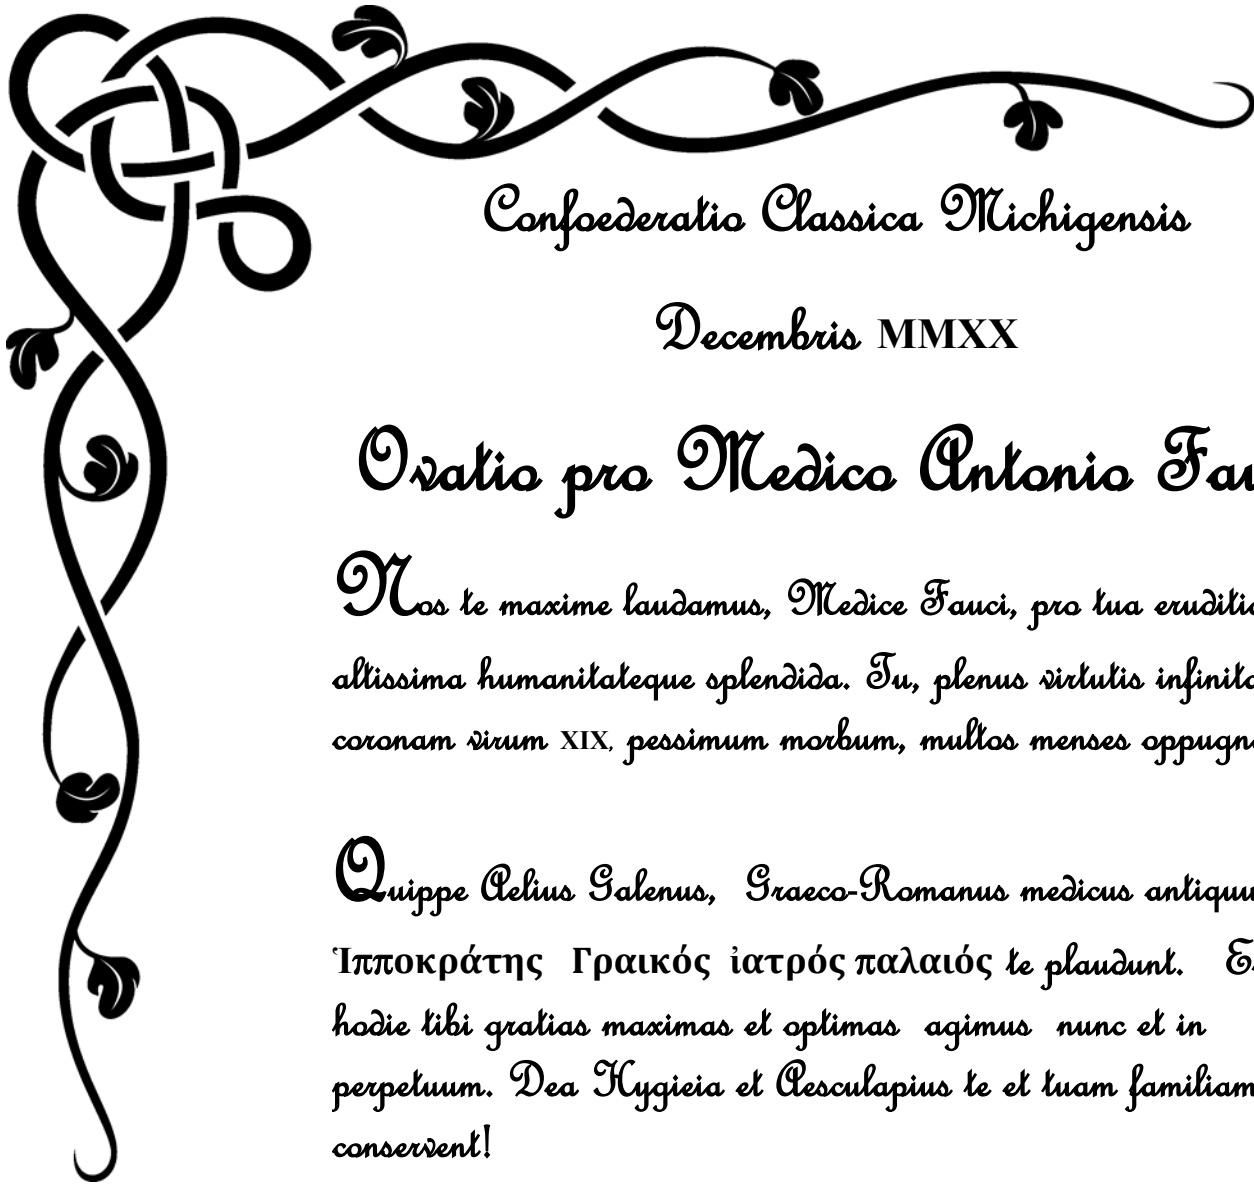 Confoederatio Classica Michigensis
Decembris MMXX
Ovatio pro Medico Antonio Fau
Nos te maxime laudamus, Medice Fauci, pro tua eruditio
altissima humanitateque splendida. Tu, plenus virtutis infinita
coronam virum XIX, pessimum morbum, multos menses oppugna
Quippe Aelius Galenus, Graeco-Romanus medicus antiquu
Ἱπποκράτης Γραικός ἰατρός παλαιός te plaudunt. E
hodie tibi gratias maximas et optimas agimus nunc et in
perpetuum. Dea Hygieia et Aesculapius te et tuam familiam
conservent!